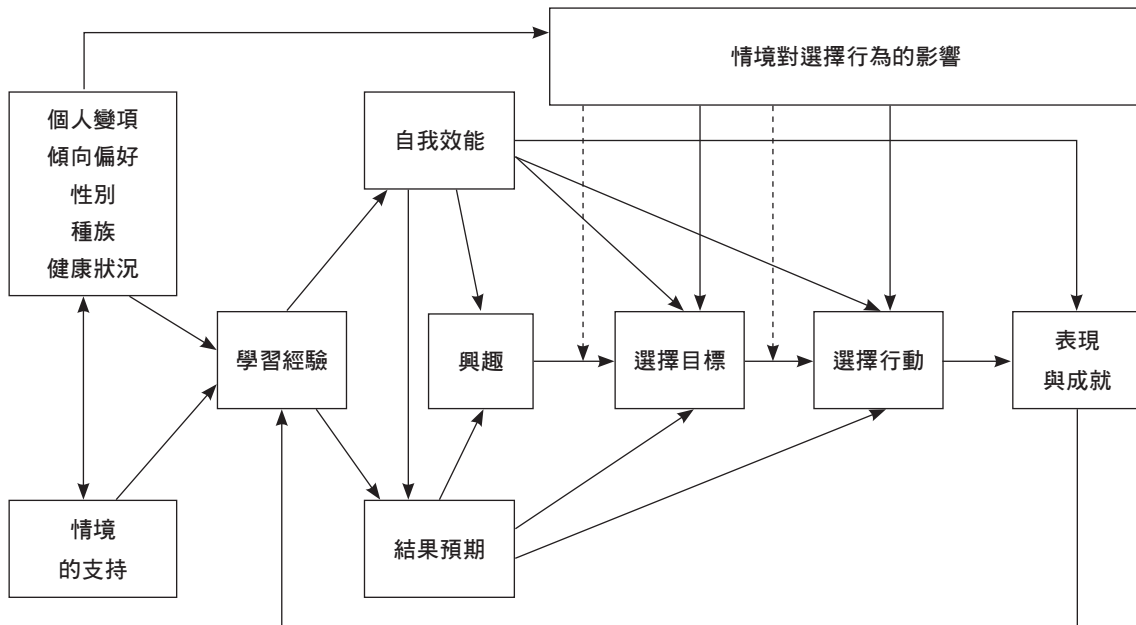 情境對選擇行為的影響
個人變項
傾向偏好
性別
種族
健康狀況
自我效能
學習經驗
興趣
選擇目標
選擇行動
表現
與成就
情境
的支持
結果預期